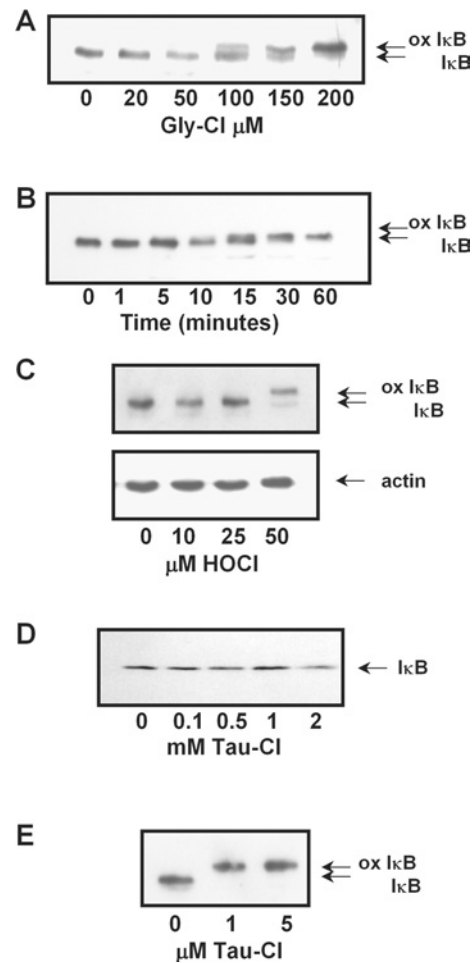 A
ox IκB
IκB
0 20 50 100 150 200
Gly-Cl μM
B
ox IκB
IκB
0 1 5 10 15 30 60
Time (minutes)
C
ox IκB
IκB
actin
0 10 25 50
μM HOCl
D
IκB
0 0.1 0.5 1 2
mM Tau-Cl
E
ox IκB
IκB
0 1 5
μM Tau-Cl